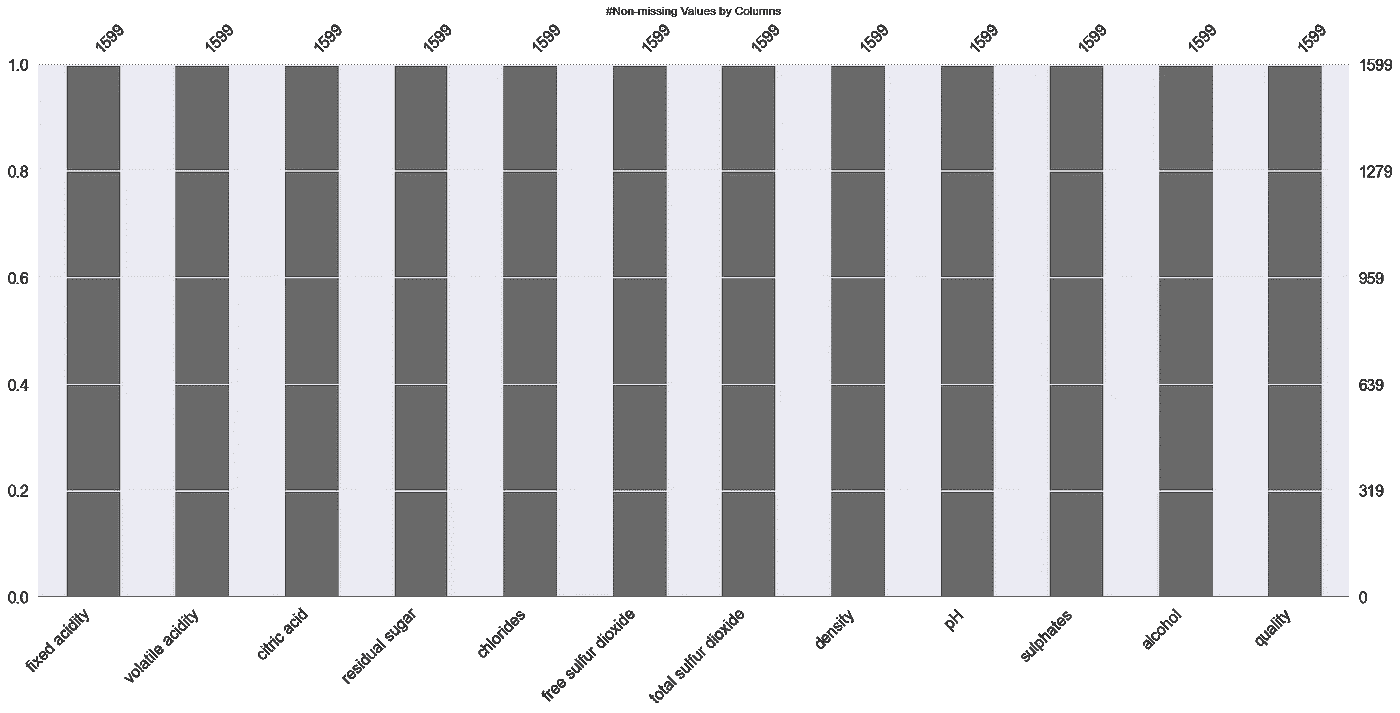 #Non-missing Values by Columns
1599 1599 1599 1599 1599 1599 1599 1599 1599 1599 1599 1599
1.0 1599
0.8 1279
0.6 959
0.4 639
0.2 319
0.0 0
fixed acidity volatile acidity citric acid residual sugar chlorides free sulfur dioxide total sulfur dioxide density pH sulphates alcohol quality